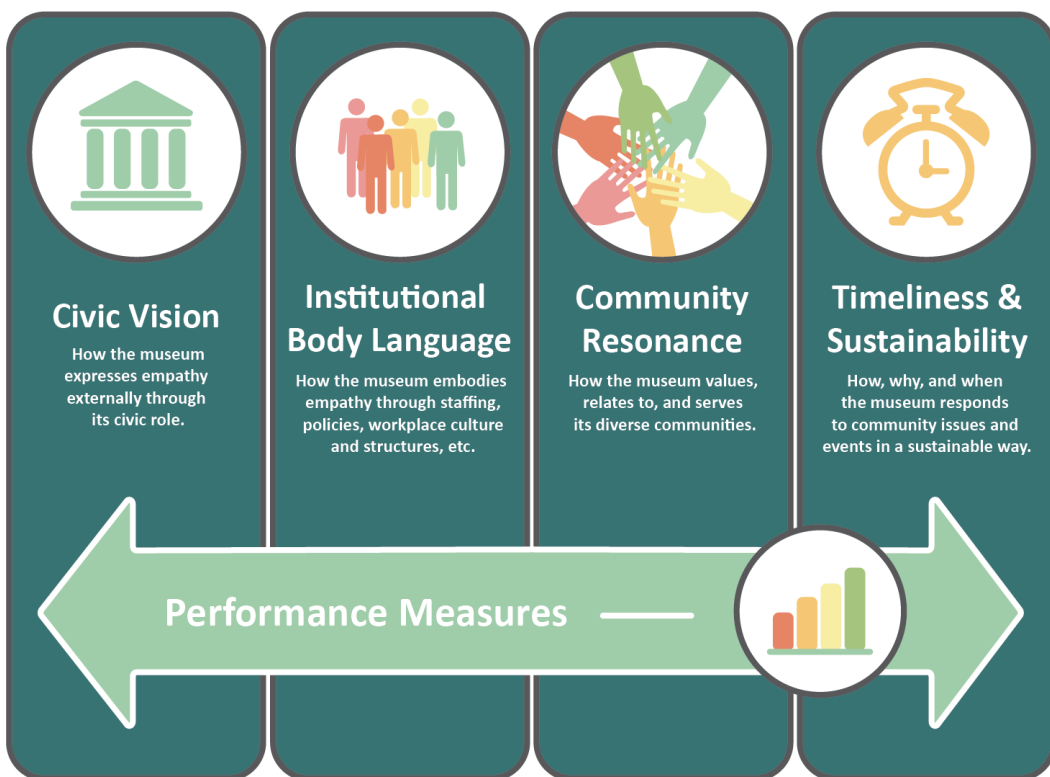 Civic Vision
How the museum
expresses empathy
externally through
its civic role.
Institutional
Body Language
How the museum embodies
empathy through staffing,
policies, workplace culture
and structures, etc.
Community
Resonance
How the museum values,
relates to, and serves
its diverse communities.
Timeliness &
Sustainability
How, why, and when
the museum responds
to community issues and
events in a sustainable way.
Performance Measures